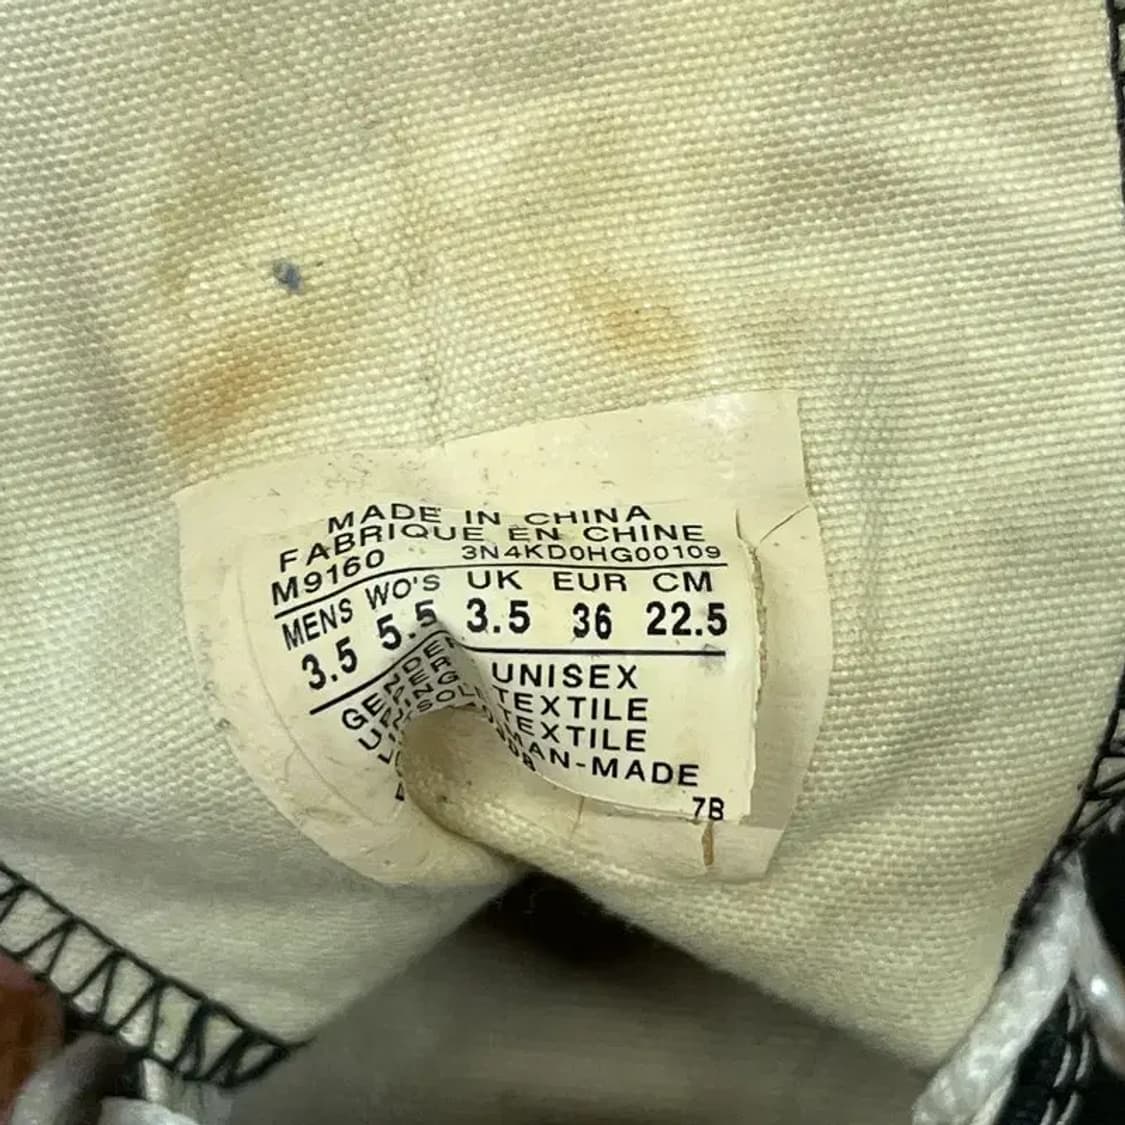 MADE IN CHINA
FABRIQUE EN CHINE
M9160 3N4KD0HG00109
MENS WO'S UK EUR CM
3.5 5.5 3.5 36 22.5
UNISEX
TEXTILE
TEXTILE
MAN-MADE
7B